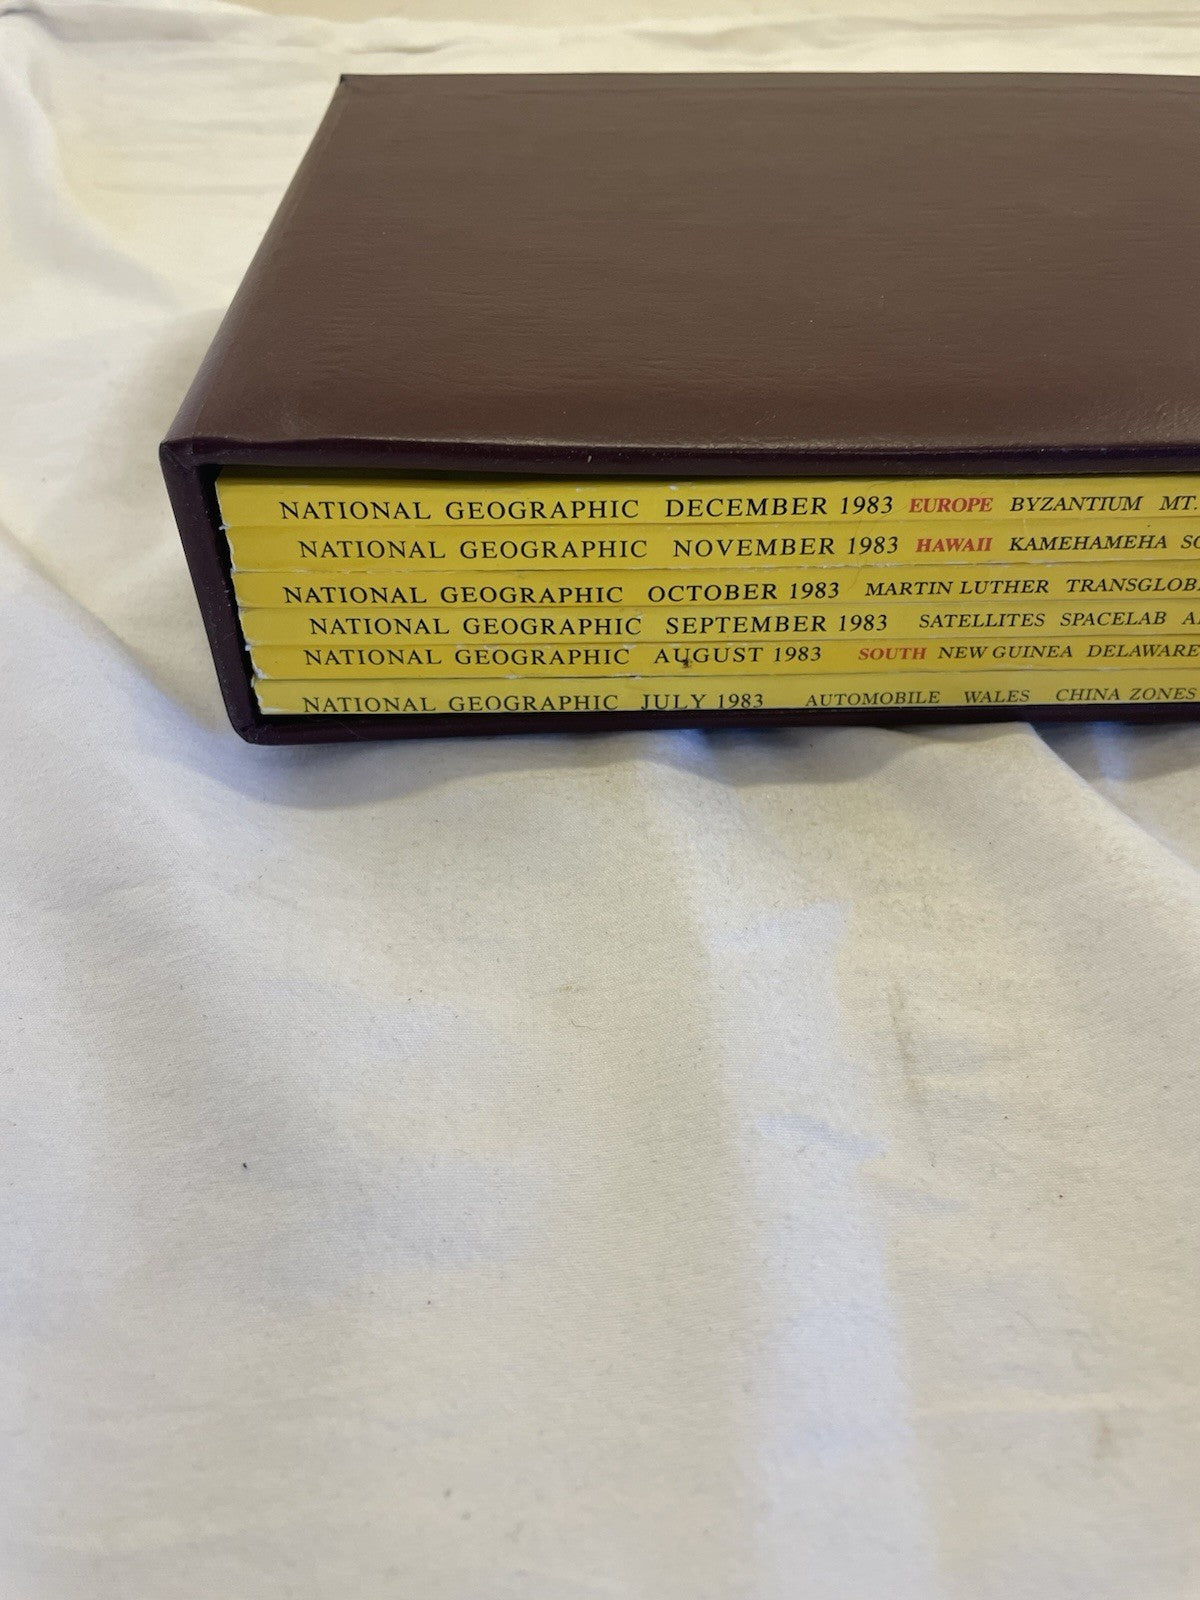 NATIONAL GEOGRAPHIC DECEMBER 1983 EUROPE BYZANTIUM MT.
NATIONAL GEOGRAPHIC NOVEMBER 1983 HAWAII KAMEHAMEHA
NATIONAL GEOGRAPHIC OCTOBER 1983 MARTIN LUTHER
NATIONAL GEOGRAPHIC SEPTEMBER 1983 SATELLITES SPACELAB
NATIONAL GEOGRAPHIC AUGUST 1983 SOUTH NEW GUINEA DELAWARE
NATIONAL GEOGRAPHIC JULY 1983 AUTOMOBILE WALES CHINA ZONES